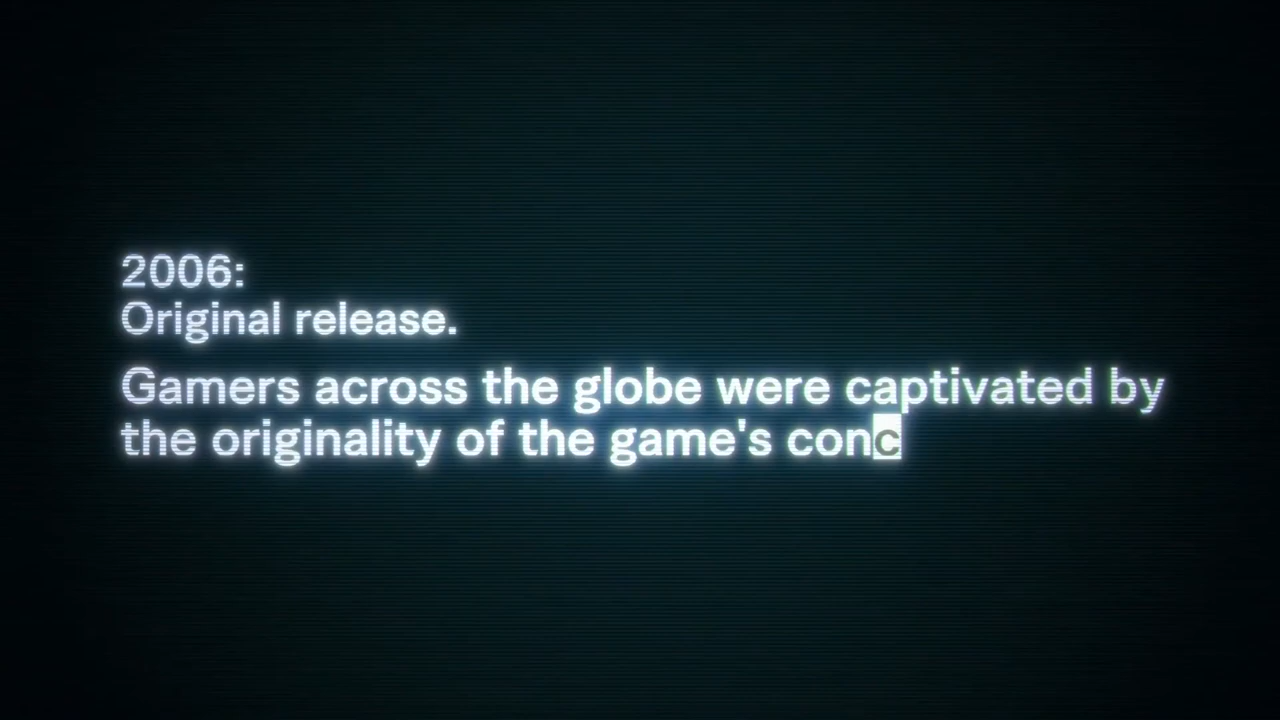 2006:
Original release.
Gamers across the globe were captivated by
the originality of the game's conc